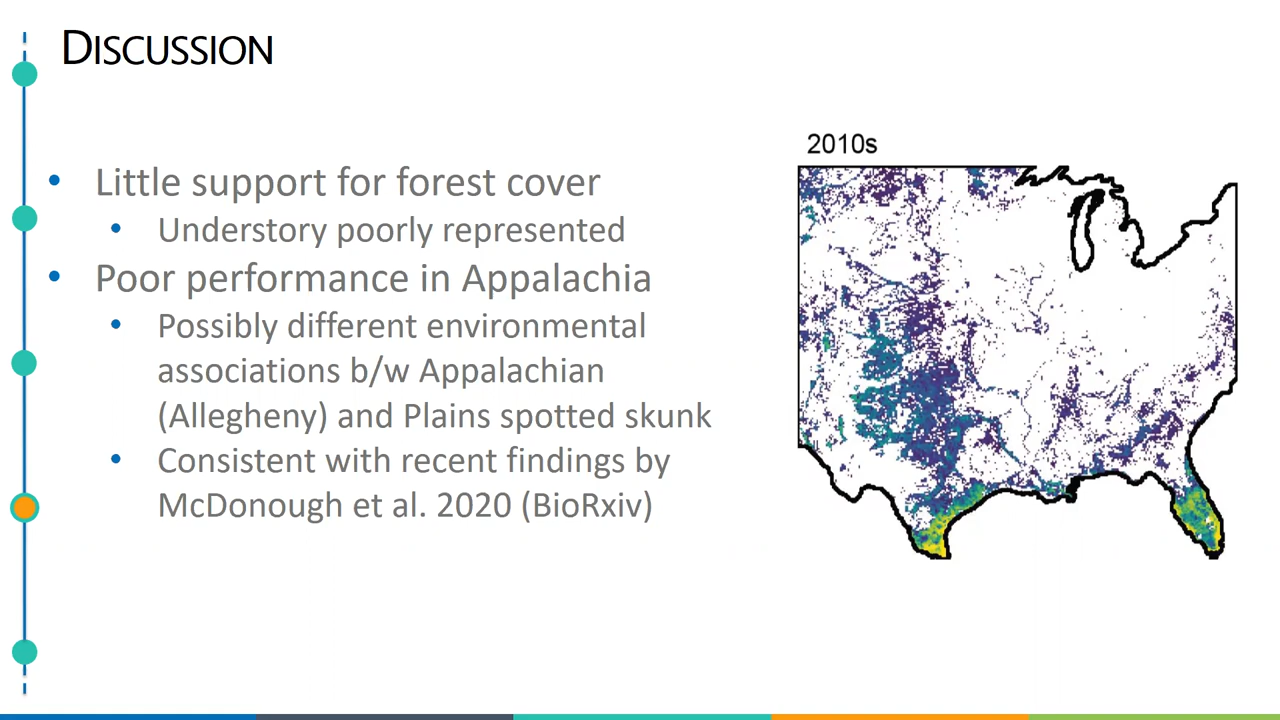 DISCUSSION
• Little support for forest cover
• Understory poorly represented
• Poor performance in Appalachia
• Possibly different environmental
associations b/w Appalachian
(Allegheny) and Plains spotted skunk
• Consistent with recent findings by
McDonough et al. 2020 (BioRxiv)
2010s